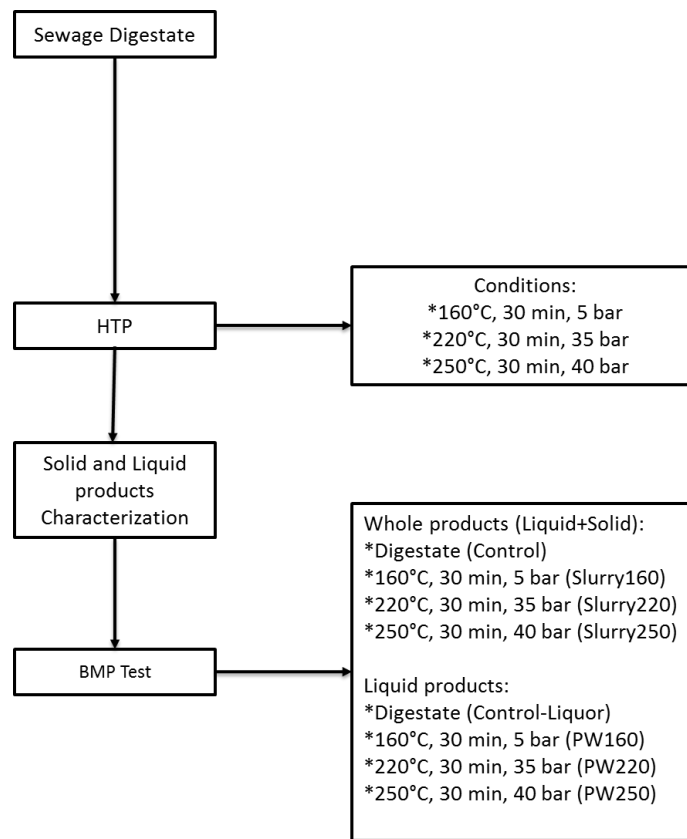 Sewage Digestate
HTP
Conditions:
*160°C, 30 min, 5 bar
*220°C, 30 min, 35 bar
*250°C, 30 min, 40 bar
Solid and Liquid
products
Characterization
BMP Test
Whole products (Liquid+Solid):
*Digestate (Control)
*160°C, 30 min, 5 bar (Slurry160)
*220°C, 30 min, 35 bar (Slurry220)
*250°C, 30 min, 40 bar (Slurry250)
Liquid products:
*Digestate (Control-Liquor)
*160°C, 30 min, 5 bar (PW160)
*220°C, 30 min, 35 bar (PW220)
*250°C, 30 min, 40 bar (PW250)